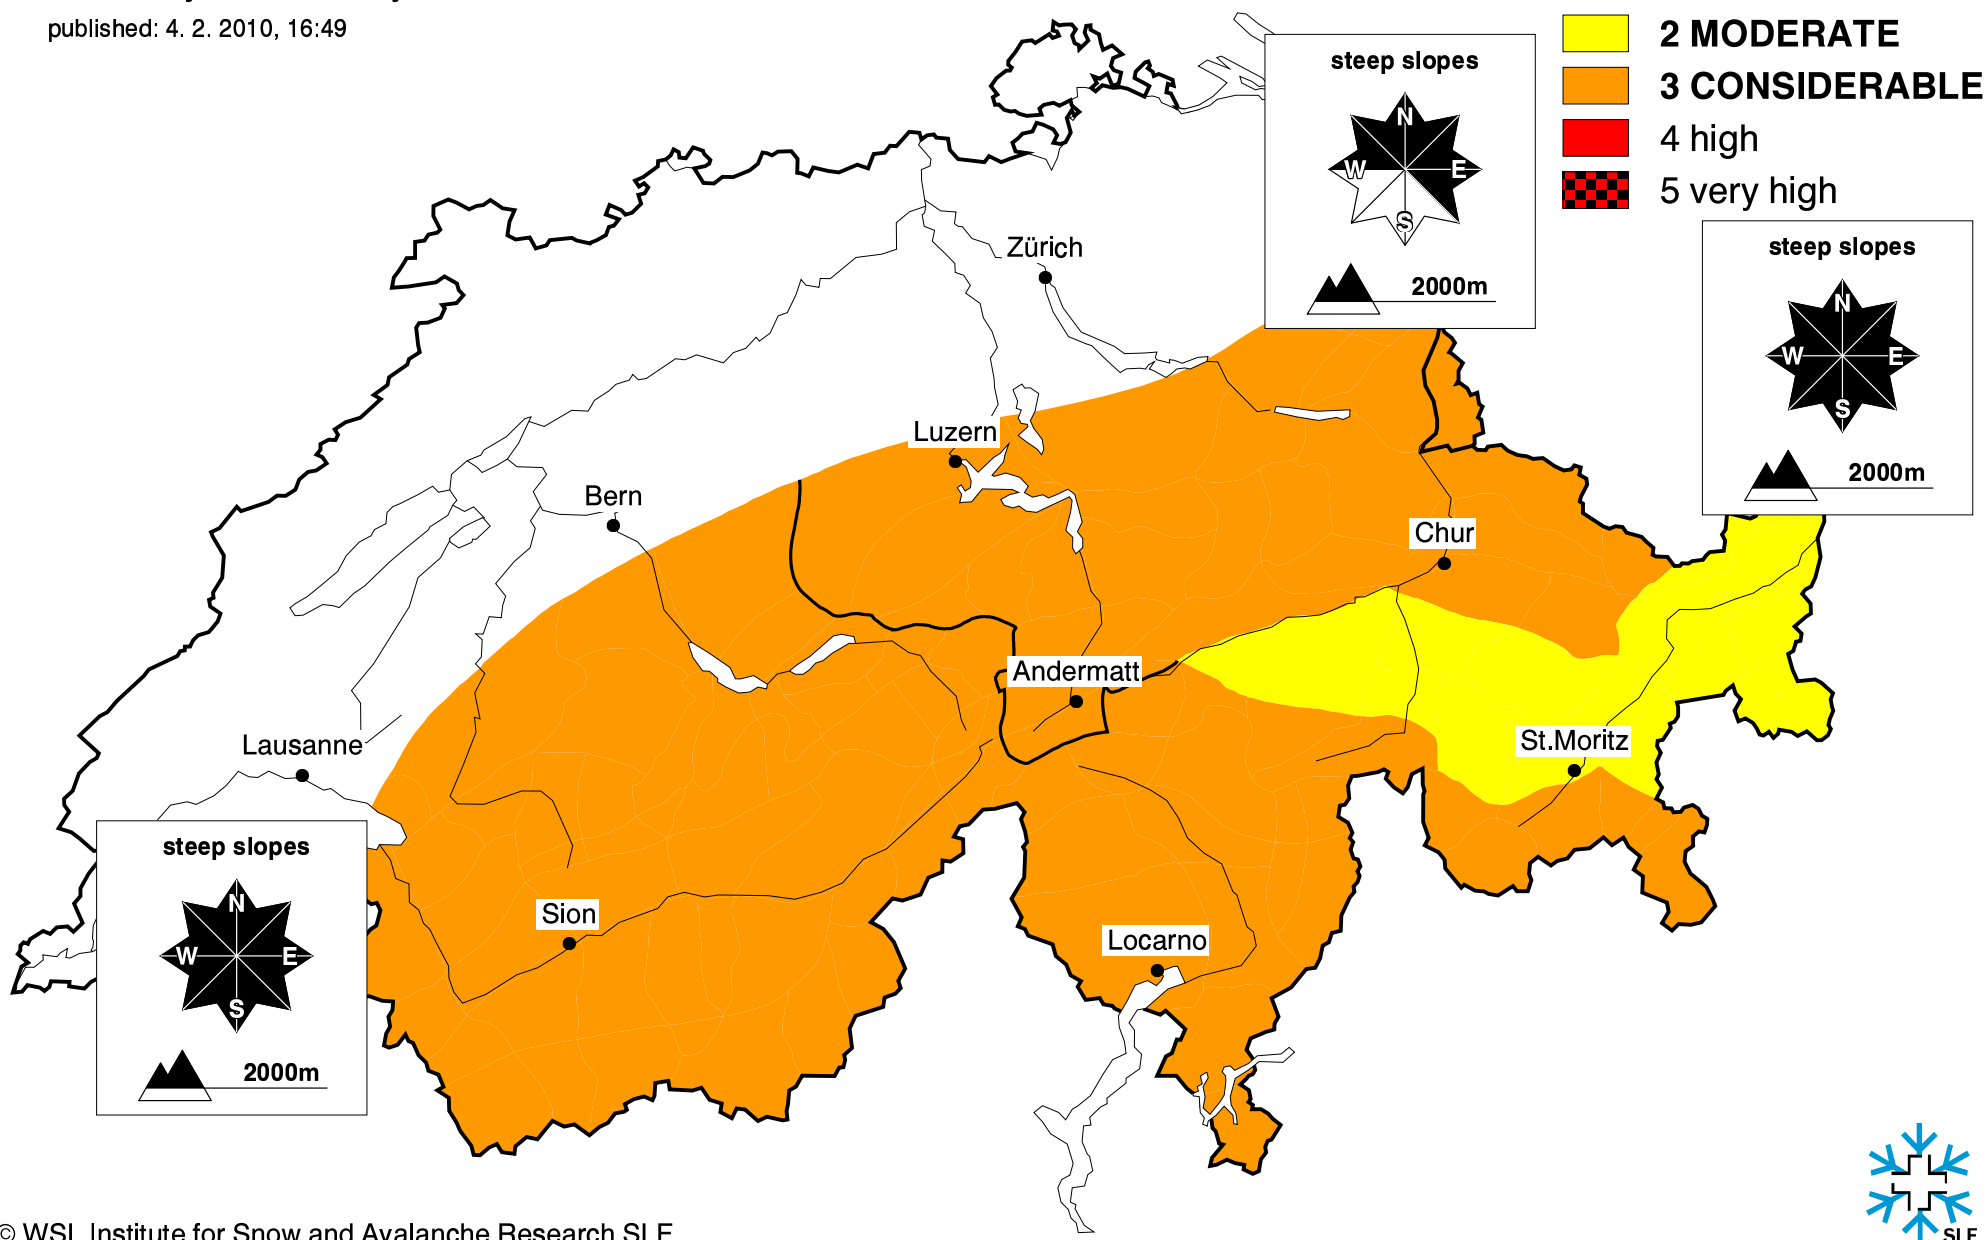 published: 4. 2. 2010, 16:49
2 MODERATE
3 CONSIDERABLE
4 high
5 very high
steep slopes
N
W E
S
2000m
steep slopes
N
W E
S
2000m
Zürich
Luzern
Bern
Chur
Andermatt
St.Moritz
Lausanne
Sion
Locarno
steep slopes
N
W E
S
2000m
© WSL Institute for Snow and Avalanche Research SLF
SLF